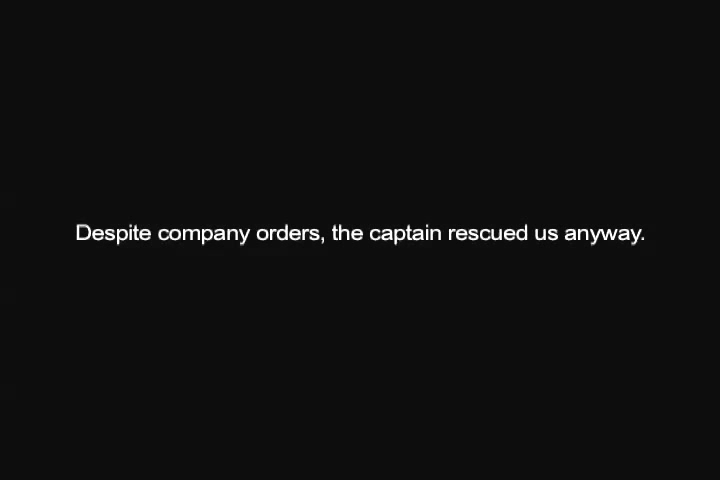 Despite company orders, the captain rescued us anyway.